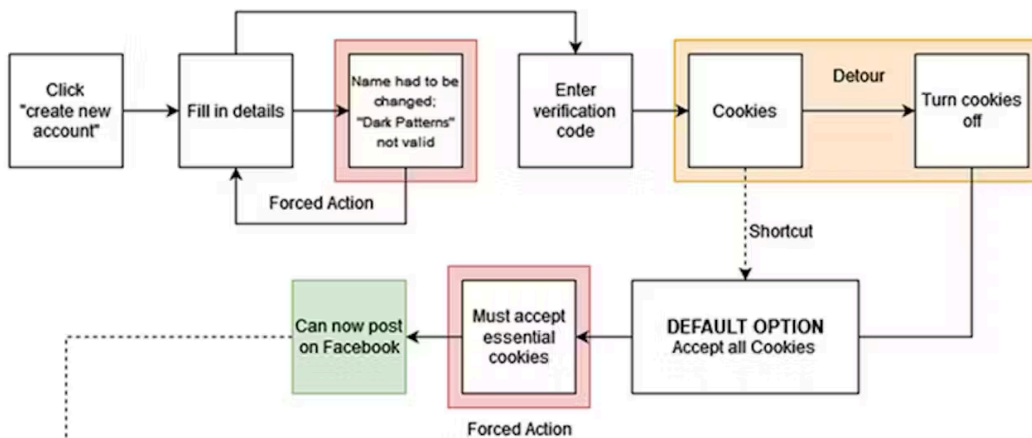 Click
"create new
account"
Fill in details
Name had to be
changed;
"Dark Patterns"
not valid
Forced Action
Enter
verification
code
Cookies
Detour
Turn cookies
off
Shortcut
Can now post
on Facebook
Must accept
essential
cookies
Forced Action
DEFAULT OPTION
Accept all Cookies